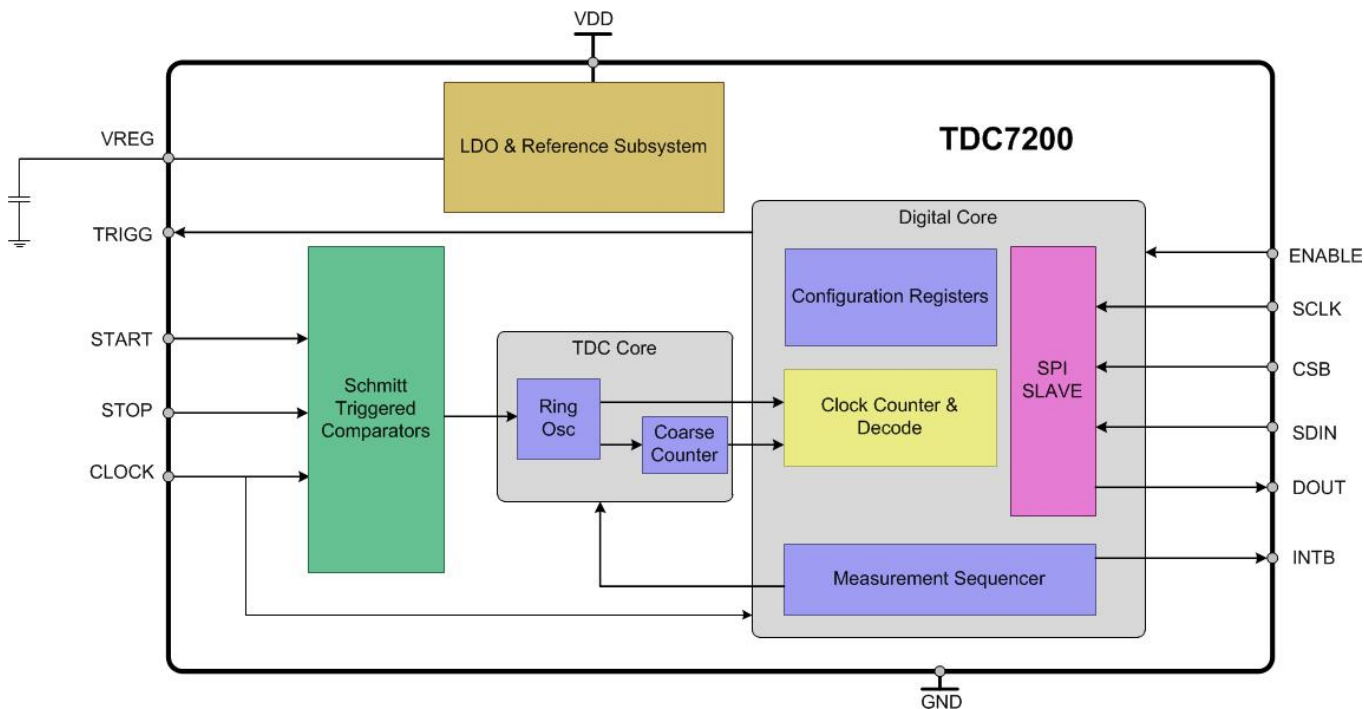 VDD
VREG
LDO & Reference Subsystem
TDC7200
TRIGG
Digital Core
ENABLE
Configuration Registers
SCLK
START
TDC Core
SPI
SLAVE
CSB
Schmitt
Triggered
Comparators
STOP
Ring
Osc
Coarse
Counter
Clock Counter &
Decode
SDIN
CLOCK
DOUT
Measurement Sequencer
INTB
GND